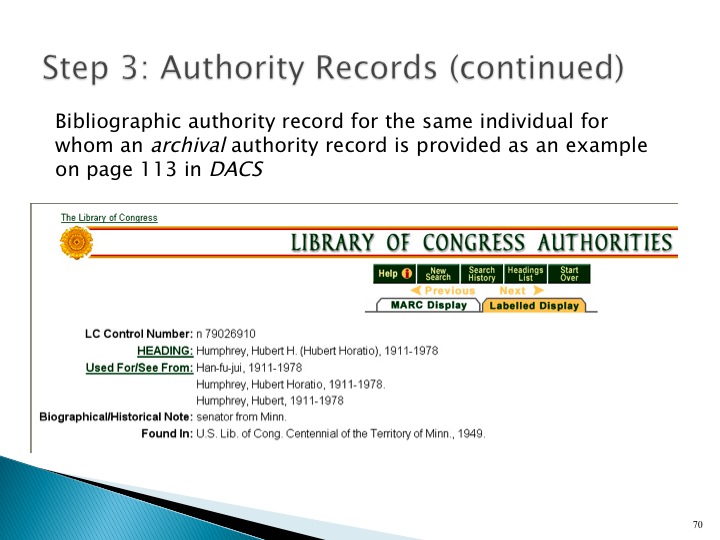 Step 3: Authority Records (continued)
Bibliographic authority record for the same individual for
whom an archival authority record is provided as an example
on page 113 in DACS
The Library of Congress
LIBRARY OF CONGRESS AUTHORITIES
Help i New Search Search History Headings List Start Over
Previous Next
MARC Display Labelled Display
LC Control Number: n 79026910
HEADING: Humphrey, Hubert H. (Hubert Horatio), 1911-1978
Used For/See From: Han-fu-jui, 1911-1978
Humphrey, Hubert Horatio, 1911-1978.
Humphrey, Hubert, 1911-1978
Biographical/Historical Note: senator from Minn.
Found In: U.S. Lib. of Cong. Centennial of the Territory of Minn., 1949.
70